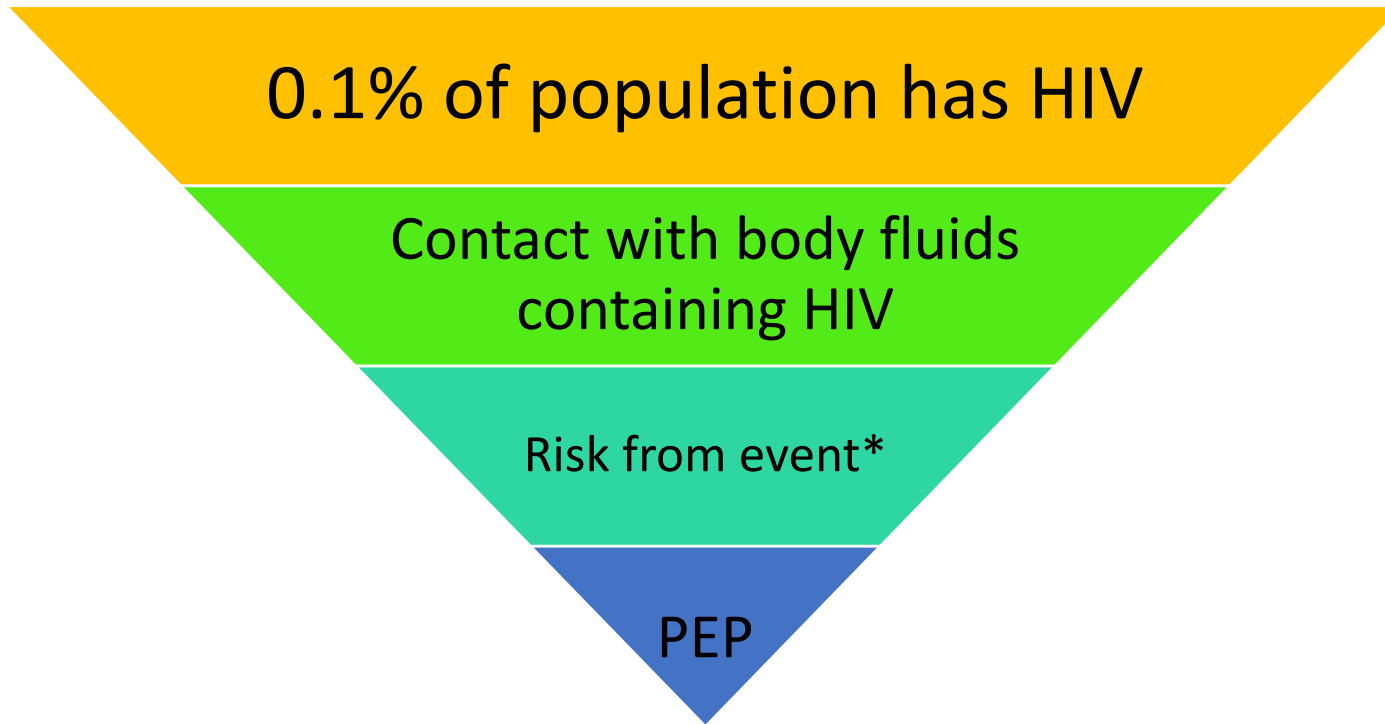 0.1% of population has HIV
Contact with body fluids
containing HIV
Risk from event*
PEP